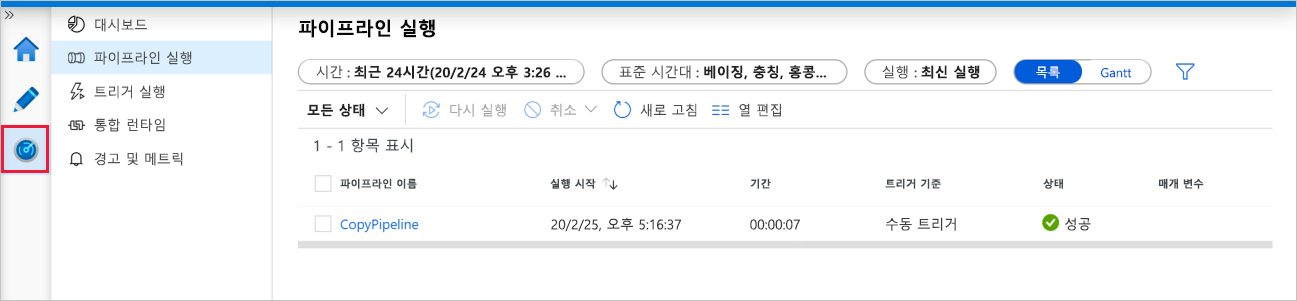 대시보드
파이프라인 실행
트리거 실행
통합 런타임
경고 및 메트릭
파이프라인 실행
시간 : 최근 24시간(20/2/24 오후 3:26 ... 표준 시간대 : 베이징, 충칭, 홍콩... 실행 : 최신 실행 목록 Gantt
모든 상태 다시 실행 취소 새로 고침 열 편집
1 - 1 항목 표시
파이프라인 이름 실행 시작 기간 트리거 기준 상태 매개 변수
CopyPipeline 20/2/25, 오후 5:16:37 00:00:07 수동 트리거 성공